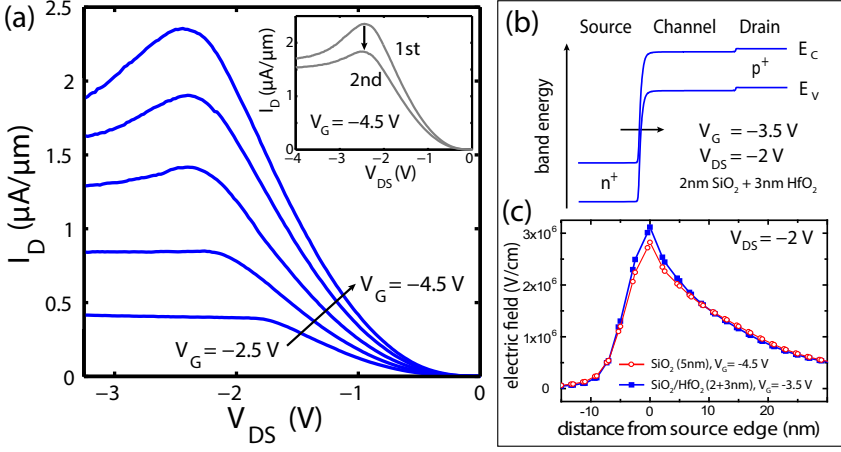 (a)
I_D (μA/μm)
2.5
2
1.5
1
0.5
0
−3
−2
−1
0
V_DS (V)
V_G = −4.5 V
V_G = −2.5 V
I_D (μA/μm)
2
1
0
−4
−3
−2
−1
0
V_DS (V)
1st
2nd
V_G = −4.5 V
(b)
Source Channel Drain
band energy
E_C
p⁺
E_V
n⁺
V_G = −3.5 V
V_DS = −2 V
2nm SiO₂ + 3nm HfO₂
(c)
electric field (V/cm)
3x10⁶
2x10⁶
1x10⁶
0
V_DS = −2 V
SiO₂ (5nm), V_G= -4.5 V
SiO₂/HfO₂ (2+3nm), V_G= -3.5 V
-10 0 10 20
distance from source edge (nm)